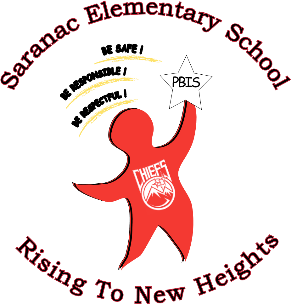 Saranac Elementary School
BE SAFE !
BE RESPONSIBLE !
BE RESPECTFUL !
PBIS
CHIEFS
Rising To New Heights